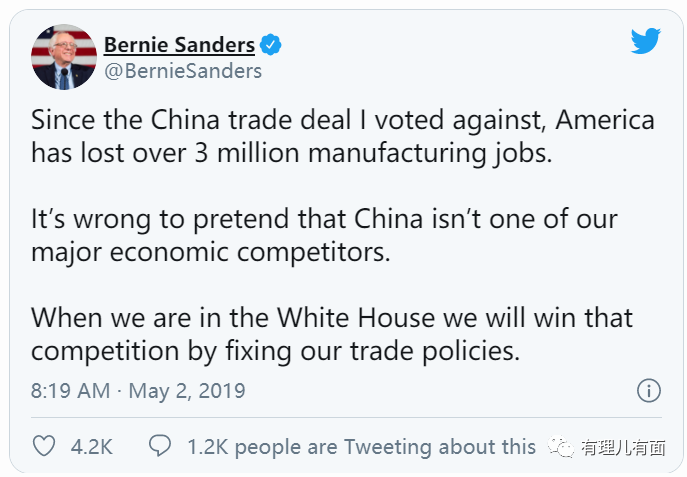 Bernie Sanders
@BernieSanders
Since the China trade deal I voted against, America
has lost over 3 million manufacturing jobs.
It’s wrong to pretend that China isn’t one of our
major economic competitors.
When we are in the White House we will win that
competition by fixing our trade policies.
8:19 AM · May 2, 2019
4.2K 1.2K people are Tweeting about this 有理儿有面